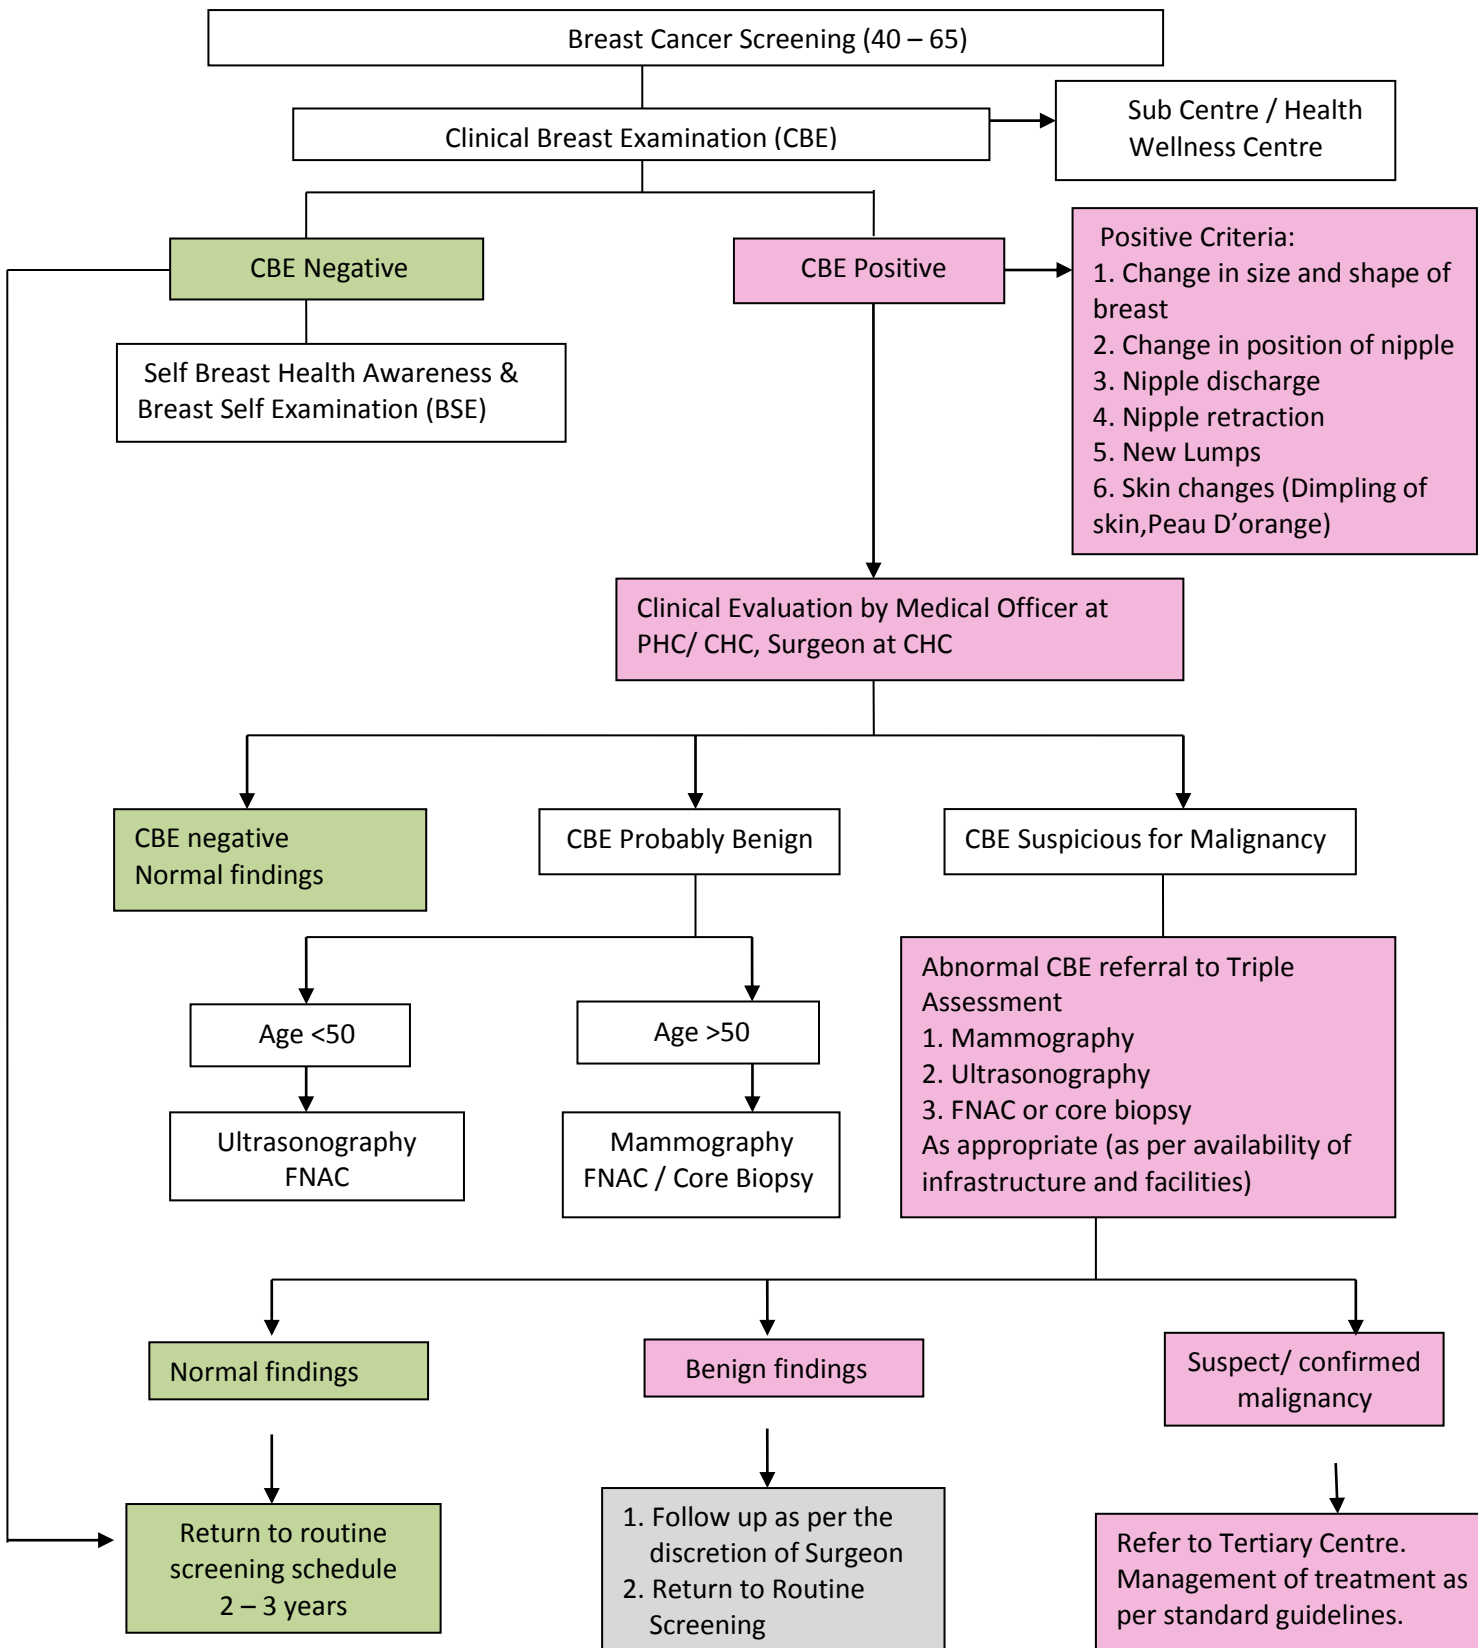 Breast Cancer Screening (40 – 65)
Clinical Breast Examination (CBE)
Sub Centre / Health
Wellness Centre
CBE Negative
CBE Positive
Positive Criteria:
1. Change in size and shape of
breast
2. Change in position of nipple
3. Nipple discharge
4. Nipple retraction
5. New Lumps
6. Skin changes (Dimpling of
skin,Peau D’orange)
Self Breast Health Awareness &
Breast Self Examination (BSE)
Clinical Evaluation by Medical Officer at
PHC/ CHC, Surgeon at CHC
CBE negative
Normal findings
CBE Probably Benign
CBE Suspicious for Malignancy
Age <50
Age >50
Ultrasonography
FNAC
Mammography
FNAC / Core Biopsy
Abnormal CBE referral to Triple
Assessment
1. Mammography
2. Ultrasonography
3. FNAC or core biopsy
As appropriate (as per availability of
infrastructure and facilities)
Normal findings
Benign findings
Suspect/ confirmed
malignancy
Return to routine
screening schedule
2 – 3 years
1. Follow up as per the
discretion of Surgeon
2. Return to Routine
Screening
Refer to Tertiary Centre.
Management of treatment as
per standard guidelines.